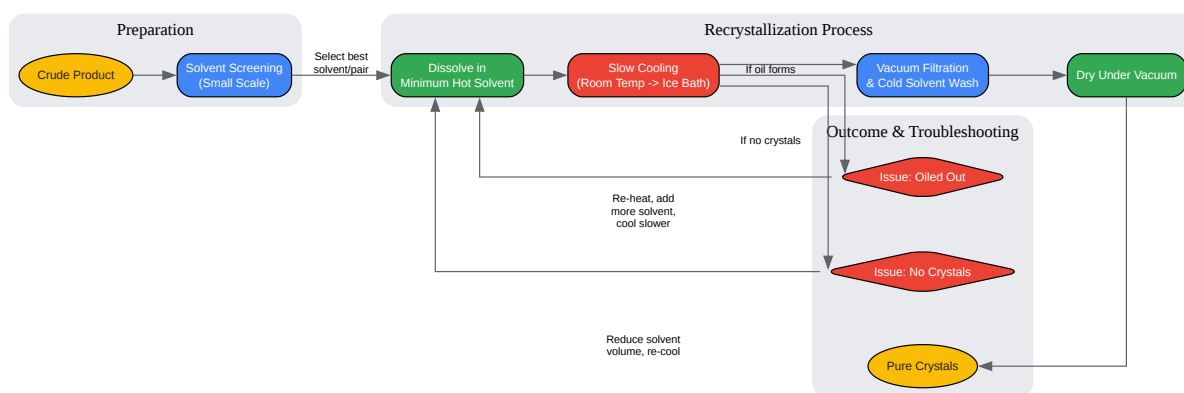 Preparation
Recrystallization Process
Crude Product
Solvent Screening
(Small Scale)
Select best
solvent/pair
Dissolve in
Minimum Hot Solvent
Slow Cooling
(Room Temp -> Ice Bath)
If oil forms
Vacuum Filtration
& Cold Solvent Wash
Dry Under Vacuum
Outcome & Troubleshooting
If no crystals
Issue: Oiled Out
Re-heat, add
more solvent,
cool slower
Issue: No Crystals
Reduce solvent
volume, re-cool
Pure Crystals